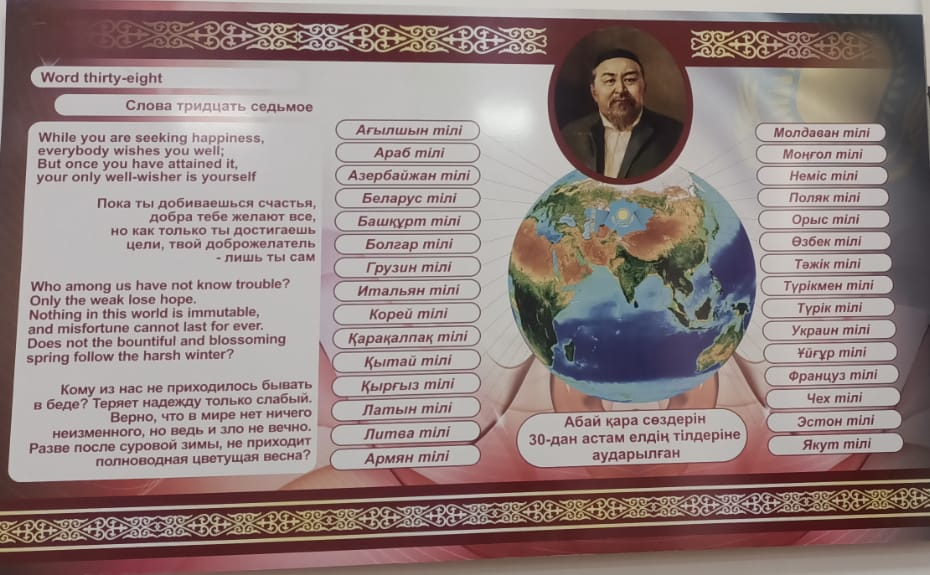 Word thirty-eight
Слова тридцать седьмое
While you are seeking happiness,
everybody wishes you well;
But once you have attained it,
your only well-wisher is yourself
Пока ты добиваешься счастья,
добра тебе желают все,
но как только ты достигаешь
цели, твой доброжелатель
- лишь ты сам
Who among us have not know trouble?
Only the weak lose hope.
Nothing in this world is immutable,
and misfortune cannot last for ever.
Does not the bountiful and blossoming
spring follow the harsh winter?
Кому из нас не приходилось бывать
в беде? Теряет надежду только слабый.
Верно, что в мире нет ничего
неизменного, но ведь и зло не вечно.
Разве после суровой зимы, не приходит
полноводная цветущая весна?
Ағылшын тілі
Араб тілі
Азербайжан тілі
Беларус тілі
Башқұрт тілі
Болгар тілі
Грузин тілі
Итальян тілі
Корей тілі
Қарақалпақ тілі
Қытай тілі
Қырғыз тілі
Латын тілі
Литва тілі
Армян тілі
Абай қара сөздерін
30-дан астам елдің тілдеріне
аударылған
Молдаван тілі
Моңғол тілі
Неміс тілі
Поляк тілі
Орыс тілі
Өзбек тілі
Тәжік тілі
Түрікмен тілі
Түрік тілі
Украин тілі
Ұйғұр тілі
Француз тілі
Чех тілі
Эстон тілі
Якут тілі